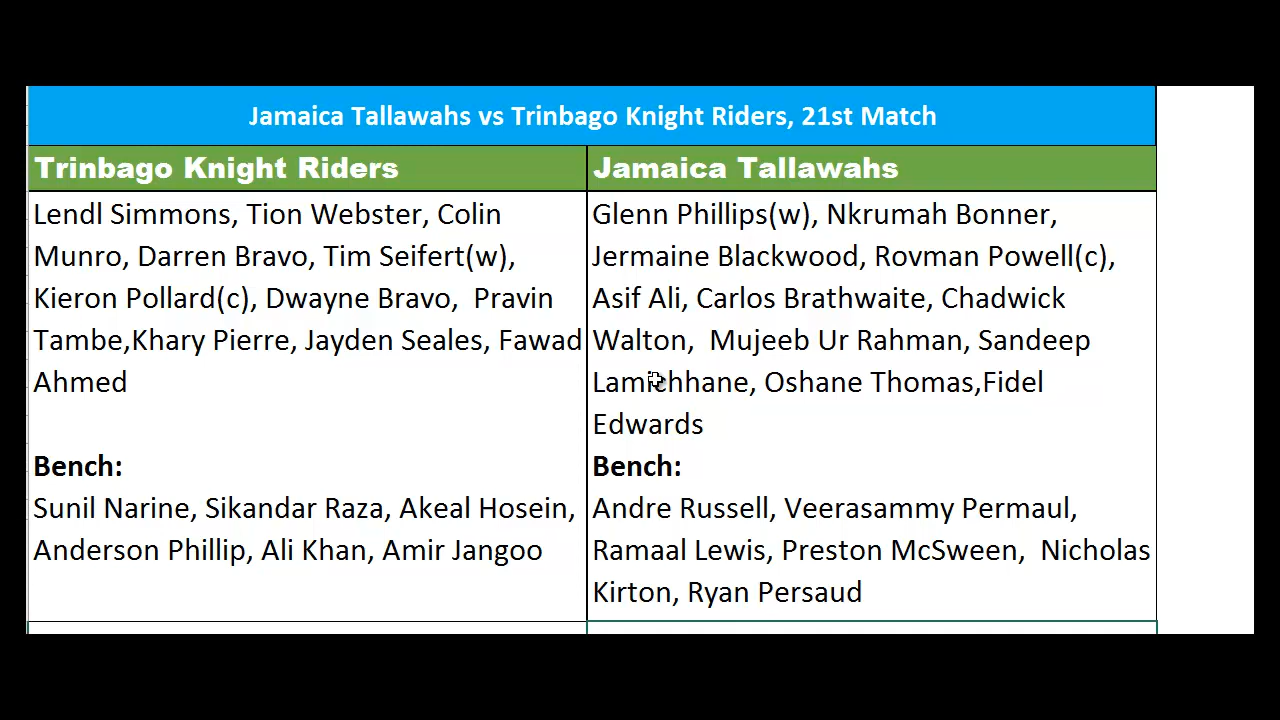 Jamaica Tallawahs vs Trinbago Knight Riders, 21st Match
Trinbago Knight Riders
Lendl Simmons, Tion Webster, Colin
Munro, Darren Bravo, Tim Seifert(w),
Kieron Pollard(c), Dwayne Bravo,  Pravin
Tambe,Khary Pierre, Jayden Seales, Fawad
Ahmed
Bench:
Sunil Narine, Sikandar Raza, Akeal Hosein,
Anderson Phillip, Ali Khan, Amir Jangoo
Jamaica Tallawahs
Glenn Phillips(w), Nkrumah Bonner,
Jermaine Blackwood, Rovman Powell(c),
Asif Ali, Carlos Brathwaite, Chadwick
Walton,  Mujeeb Ur Rahman, Sandeep
Lamichhane, Oshane Thomas,Fidel
Edwards
Bench:
Andre Russell, Veerasammy Permaul,
Ramaal Lewis, Preston McSween,  Nicholas
Kirton, Ryan Persaud